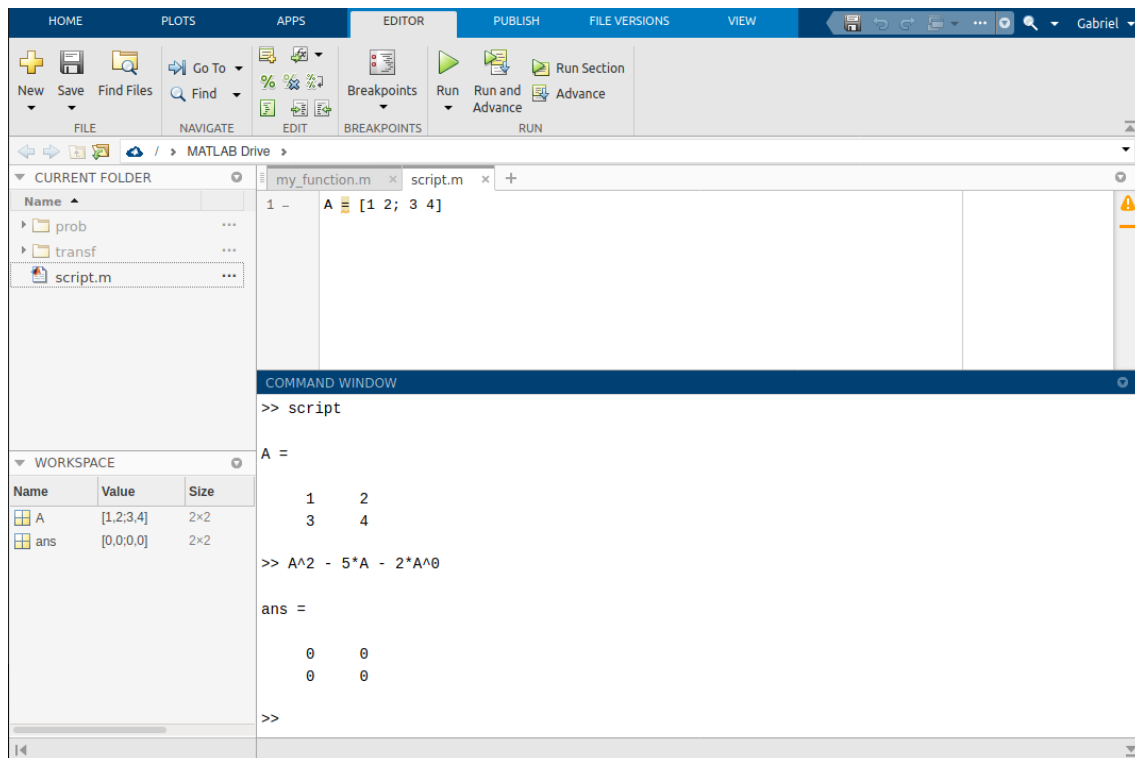 HOME PLOTS APPS EDITOR PUBLISH FILE VERSIONS VIEW Gabriel
New Save Find Files Go To Find Breakpoints Run Run and Advance Run Section Advance
FILE NAVIGATE EDIT BREAKPOINTS RUN
/ › MATLAB Drive ›
CURRENT FOLDER
Name
prob
transf
script.m
my_function.m × script.m × +
1 – A = [1 2; 3 4]
COMMAND WINDOW
>> script
A =
1 2
3 4
>> A^2 - 5*A - 2*A^0
ans =
0 0
0 0
>>
WORKSPACE
Name Value Size
A [1,2;3,4] 2×2
ans [0,0;0,0] 2×2